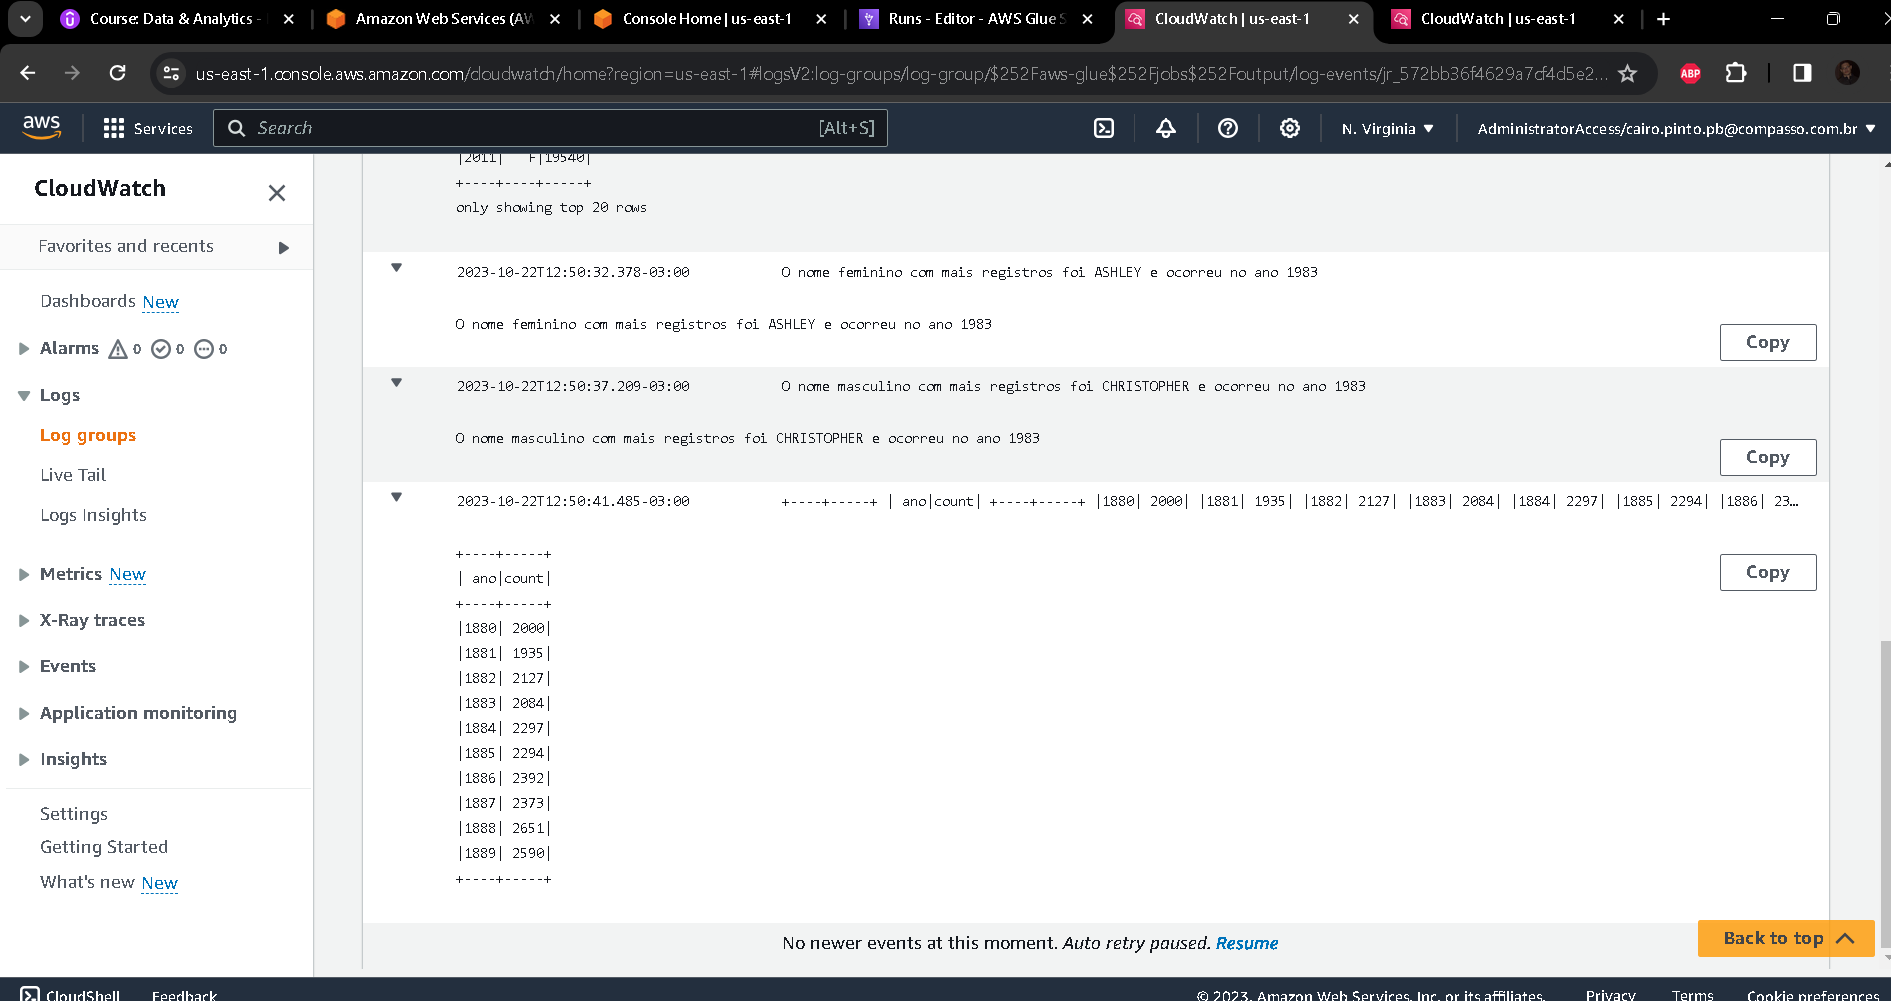 Course: Data & Analytics -
Amazon Web Services (AW
Console Home | us-east-1
Runs - Editor - AWS Glue S
CloudWatch | us-east-1
CloudWatch | us-east-1
us-east-1.console.aws.amazon.com/cloudwatch/home?region=us-east-1#logsV2:log-groups/log-group/$252Faws-glue$252Fjobs$252Foutput/log-events/jr_572bb36f4629a7cf4d5e2...
ABP
aws
Services
Search
[Alt+S]
N. Virginia
AdministratorAccess/cairo.pinto.pb@compasso.com.br
CloudWatch
Favorites and recents
Dashboards New
Alarms 0 0 0
Logs
Log groups
Live Tail
Logs Insights
Metrics New
X-Ray traces
Events
Application monitoring
Insights
Settings
Getting Started
What's new New
|2011|   F|19540|
+----+----+-----+
only showing top 20 rows
2023-10-22T12:50:32.378-03:00 O nome feminino com mais registros foi ASHLEY e ocorreu no ano 1983
O nome feminino com mais registros foi ASHLEY e ocorreu no ano 1983
Copy
2023-10-22T12:50:37.209-03:00 O nome masculino com mais registros foi CHRISTOPHER e ocorreu no ano 1983
O nome masculino com mais registros foi CHRISTOPHER e ocorreu no ano 1983
Copy
2023-10-22T12:50:41.485-03:00 +----+-----+ | ano|count| +----+-----+ |1880| 2000| |1881| 1935| |1882| 2127| |1883| 2084| |1884| 2297| |1885| 2294| |1886| 23…
+----+-----+
| ano|count|
+----+-----+
|1880| 2000|
|1881| 1935|
|1882| 2127|
|1883| 2084|
|1884| 2297|
|1885| 2294|
|1886| 2392|
|1887| 2373|
|1888| 2651|
|1889| 2590|
+----+-----+
Copy
No newer events at this moment. Auto retry paused. Resume
Back to top
CloudShell
Feedback
© 2023, Amazon Web Services, Inc. or its affiliates.
Privacy
Terms
Cookie preferences